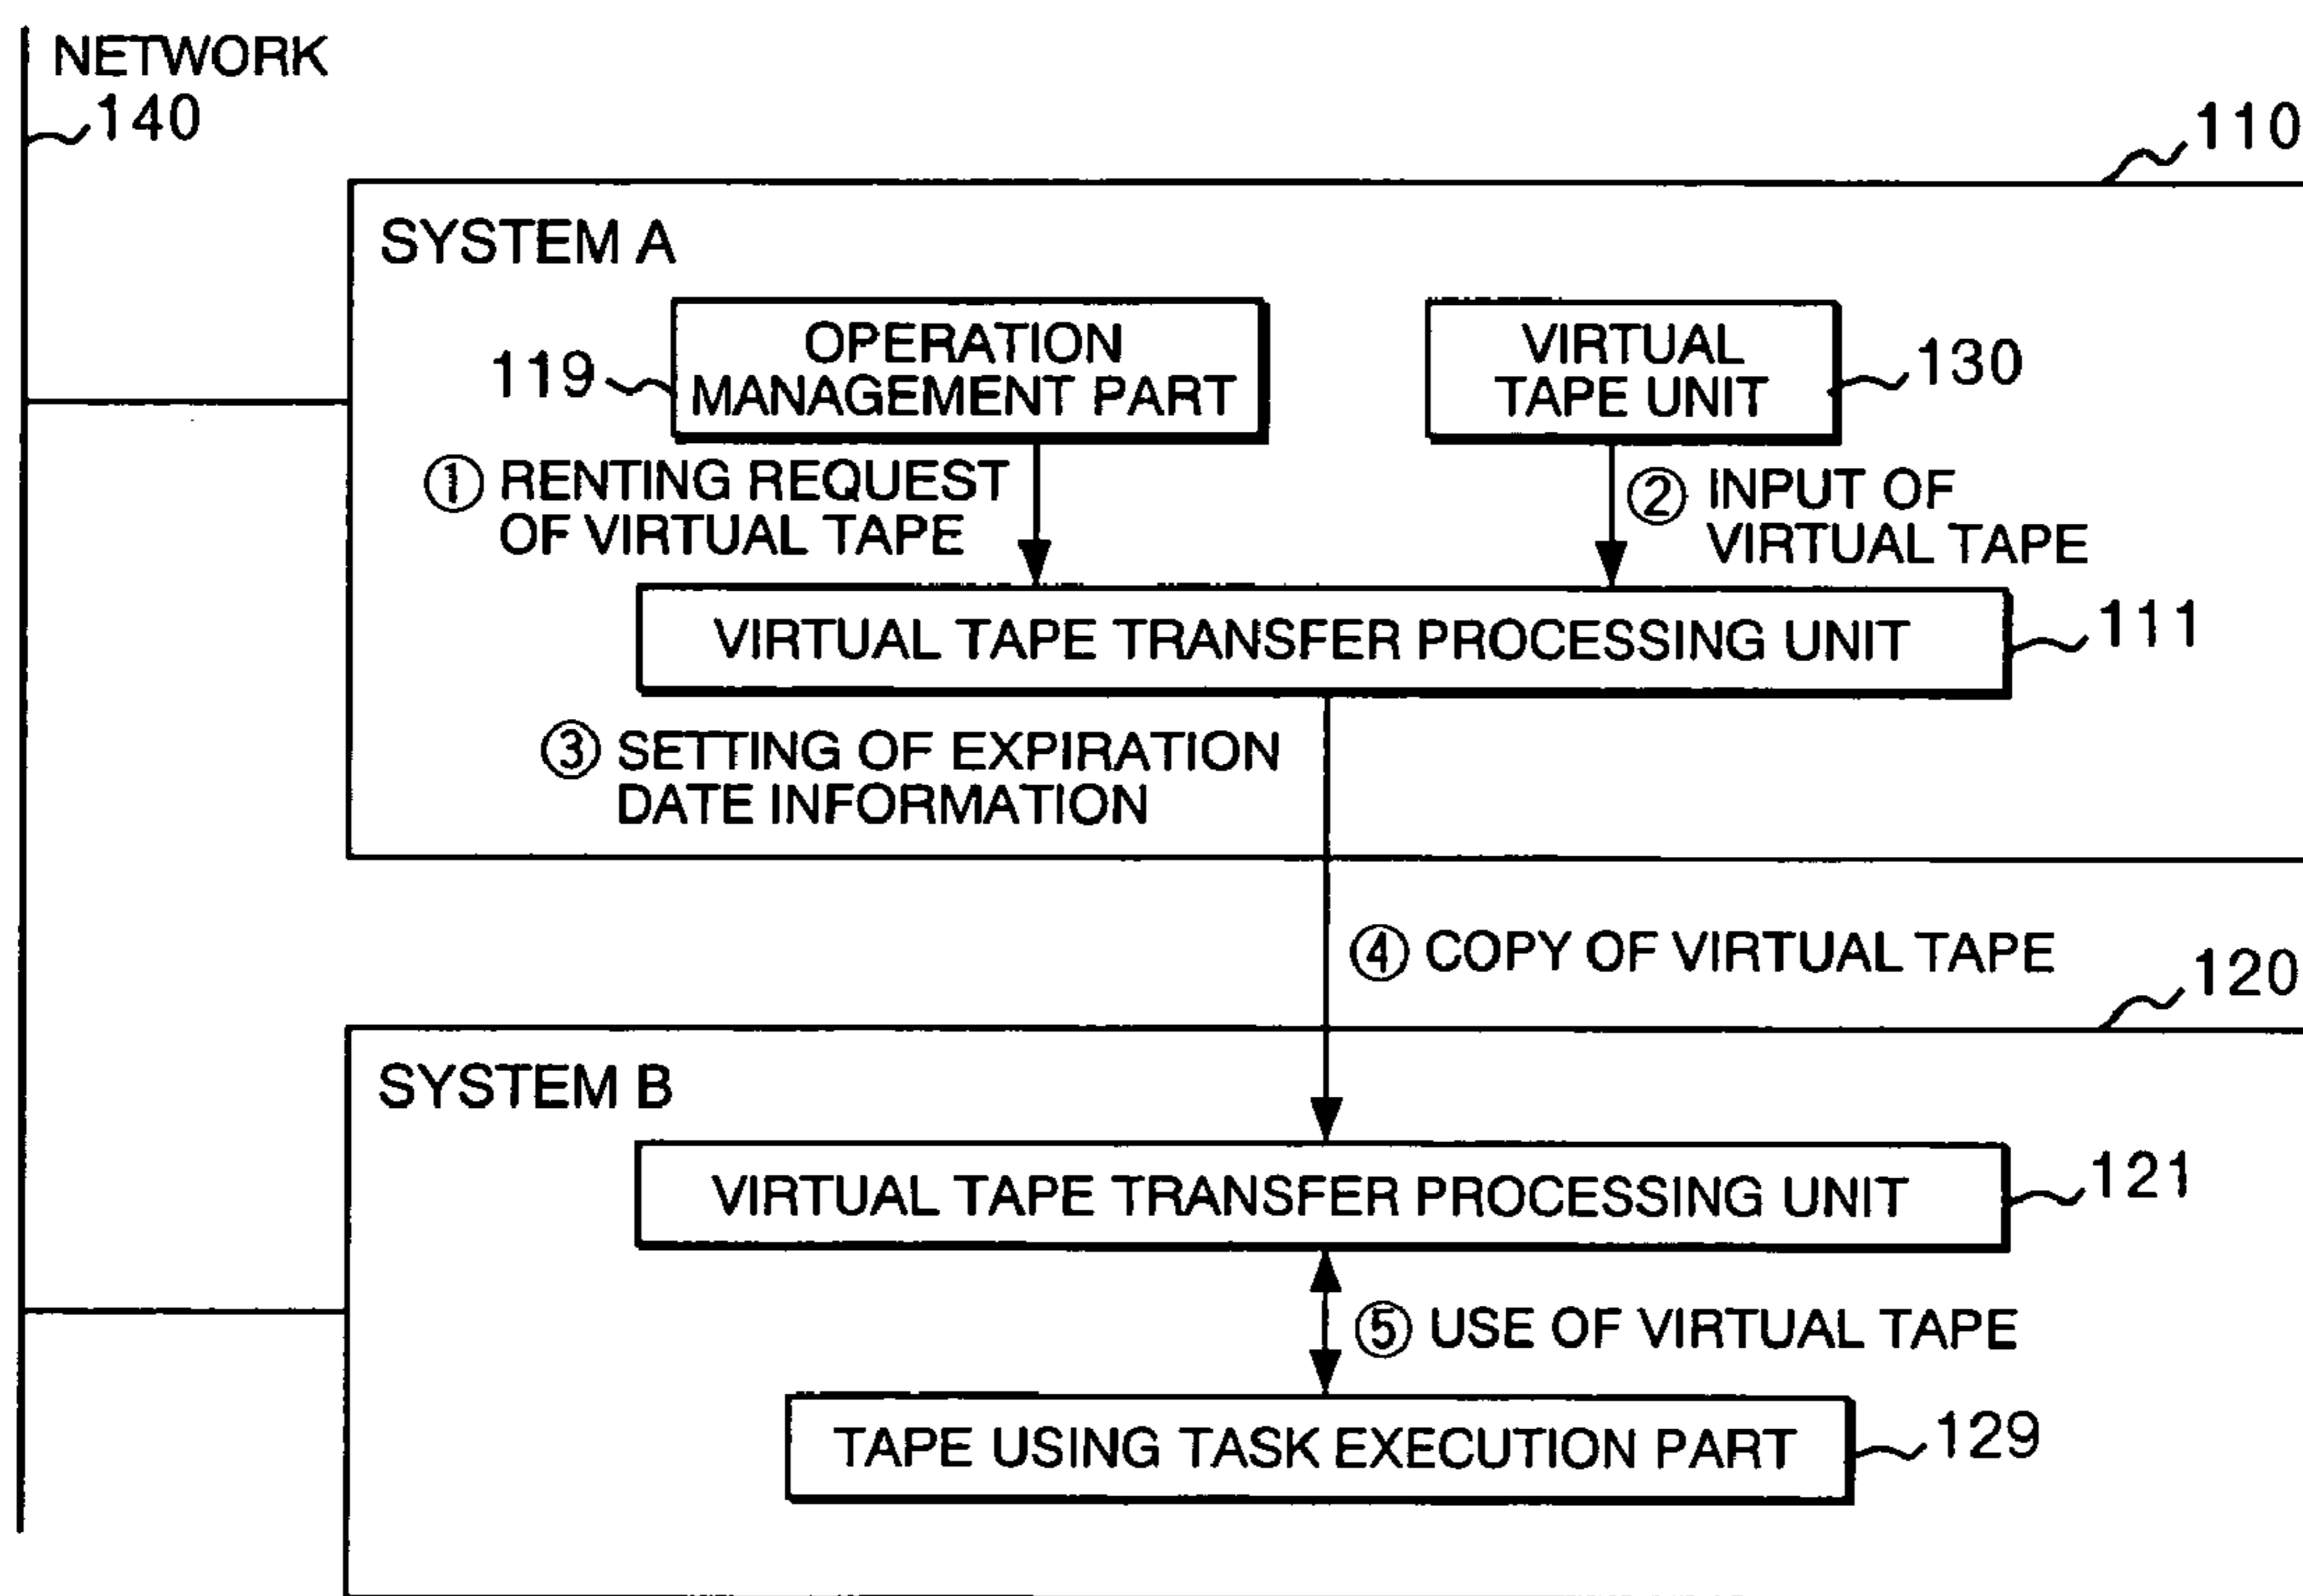 NETWORK
140
110
SYSTEM A
OPERATION
MANAGEMENT PART
119
VIRTUAL
TAPE UNIT
130
① RENTING REQUEST
OF VIRTUAL TAPE
② INPUT OF
VIRTUAL TAPE
VIRTUAL TAPE TRANSFER PROCESSING UNIT
111
③ SETTING OF EXPIRATION
DATE INFORMATION
④ COPY OF VIRTUAL TAPE
120
SYSTEM B
VIRTUAL TAPE TRANSFER PROCESSING UNIT
121
⑤ USE OF VIRTUAL TAPE
TAPE USING TASK EXECUTION PART
129